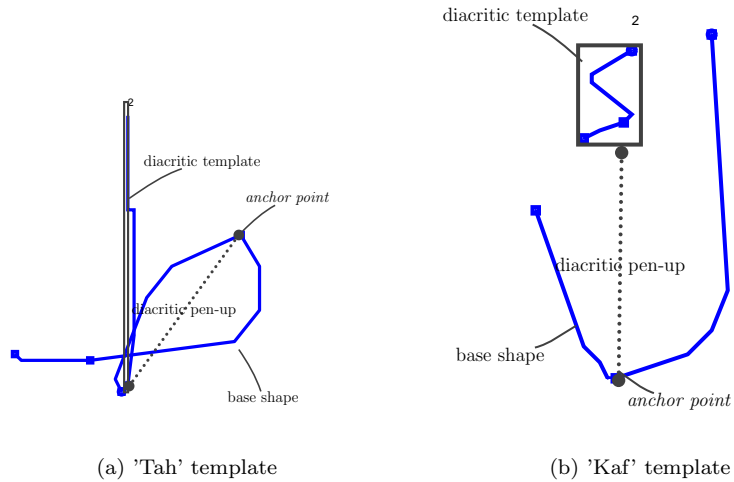 2
diacritic template
anchor point
diacritic pen-up
base shape
(a) 'Tah' template
diacritic template
2
diacritic pen-up
base shape
anchor point
(b) 'Kaf' template